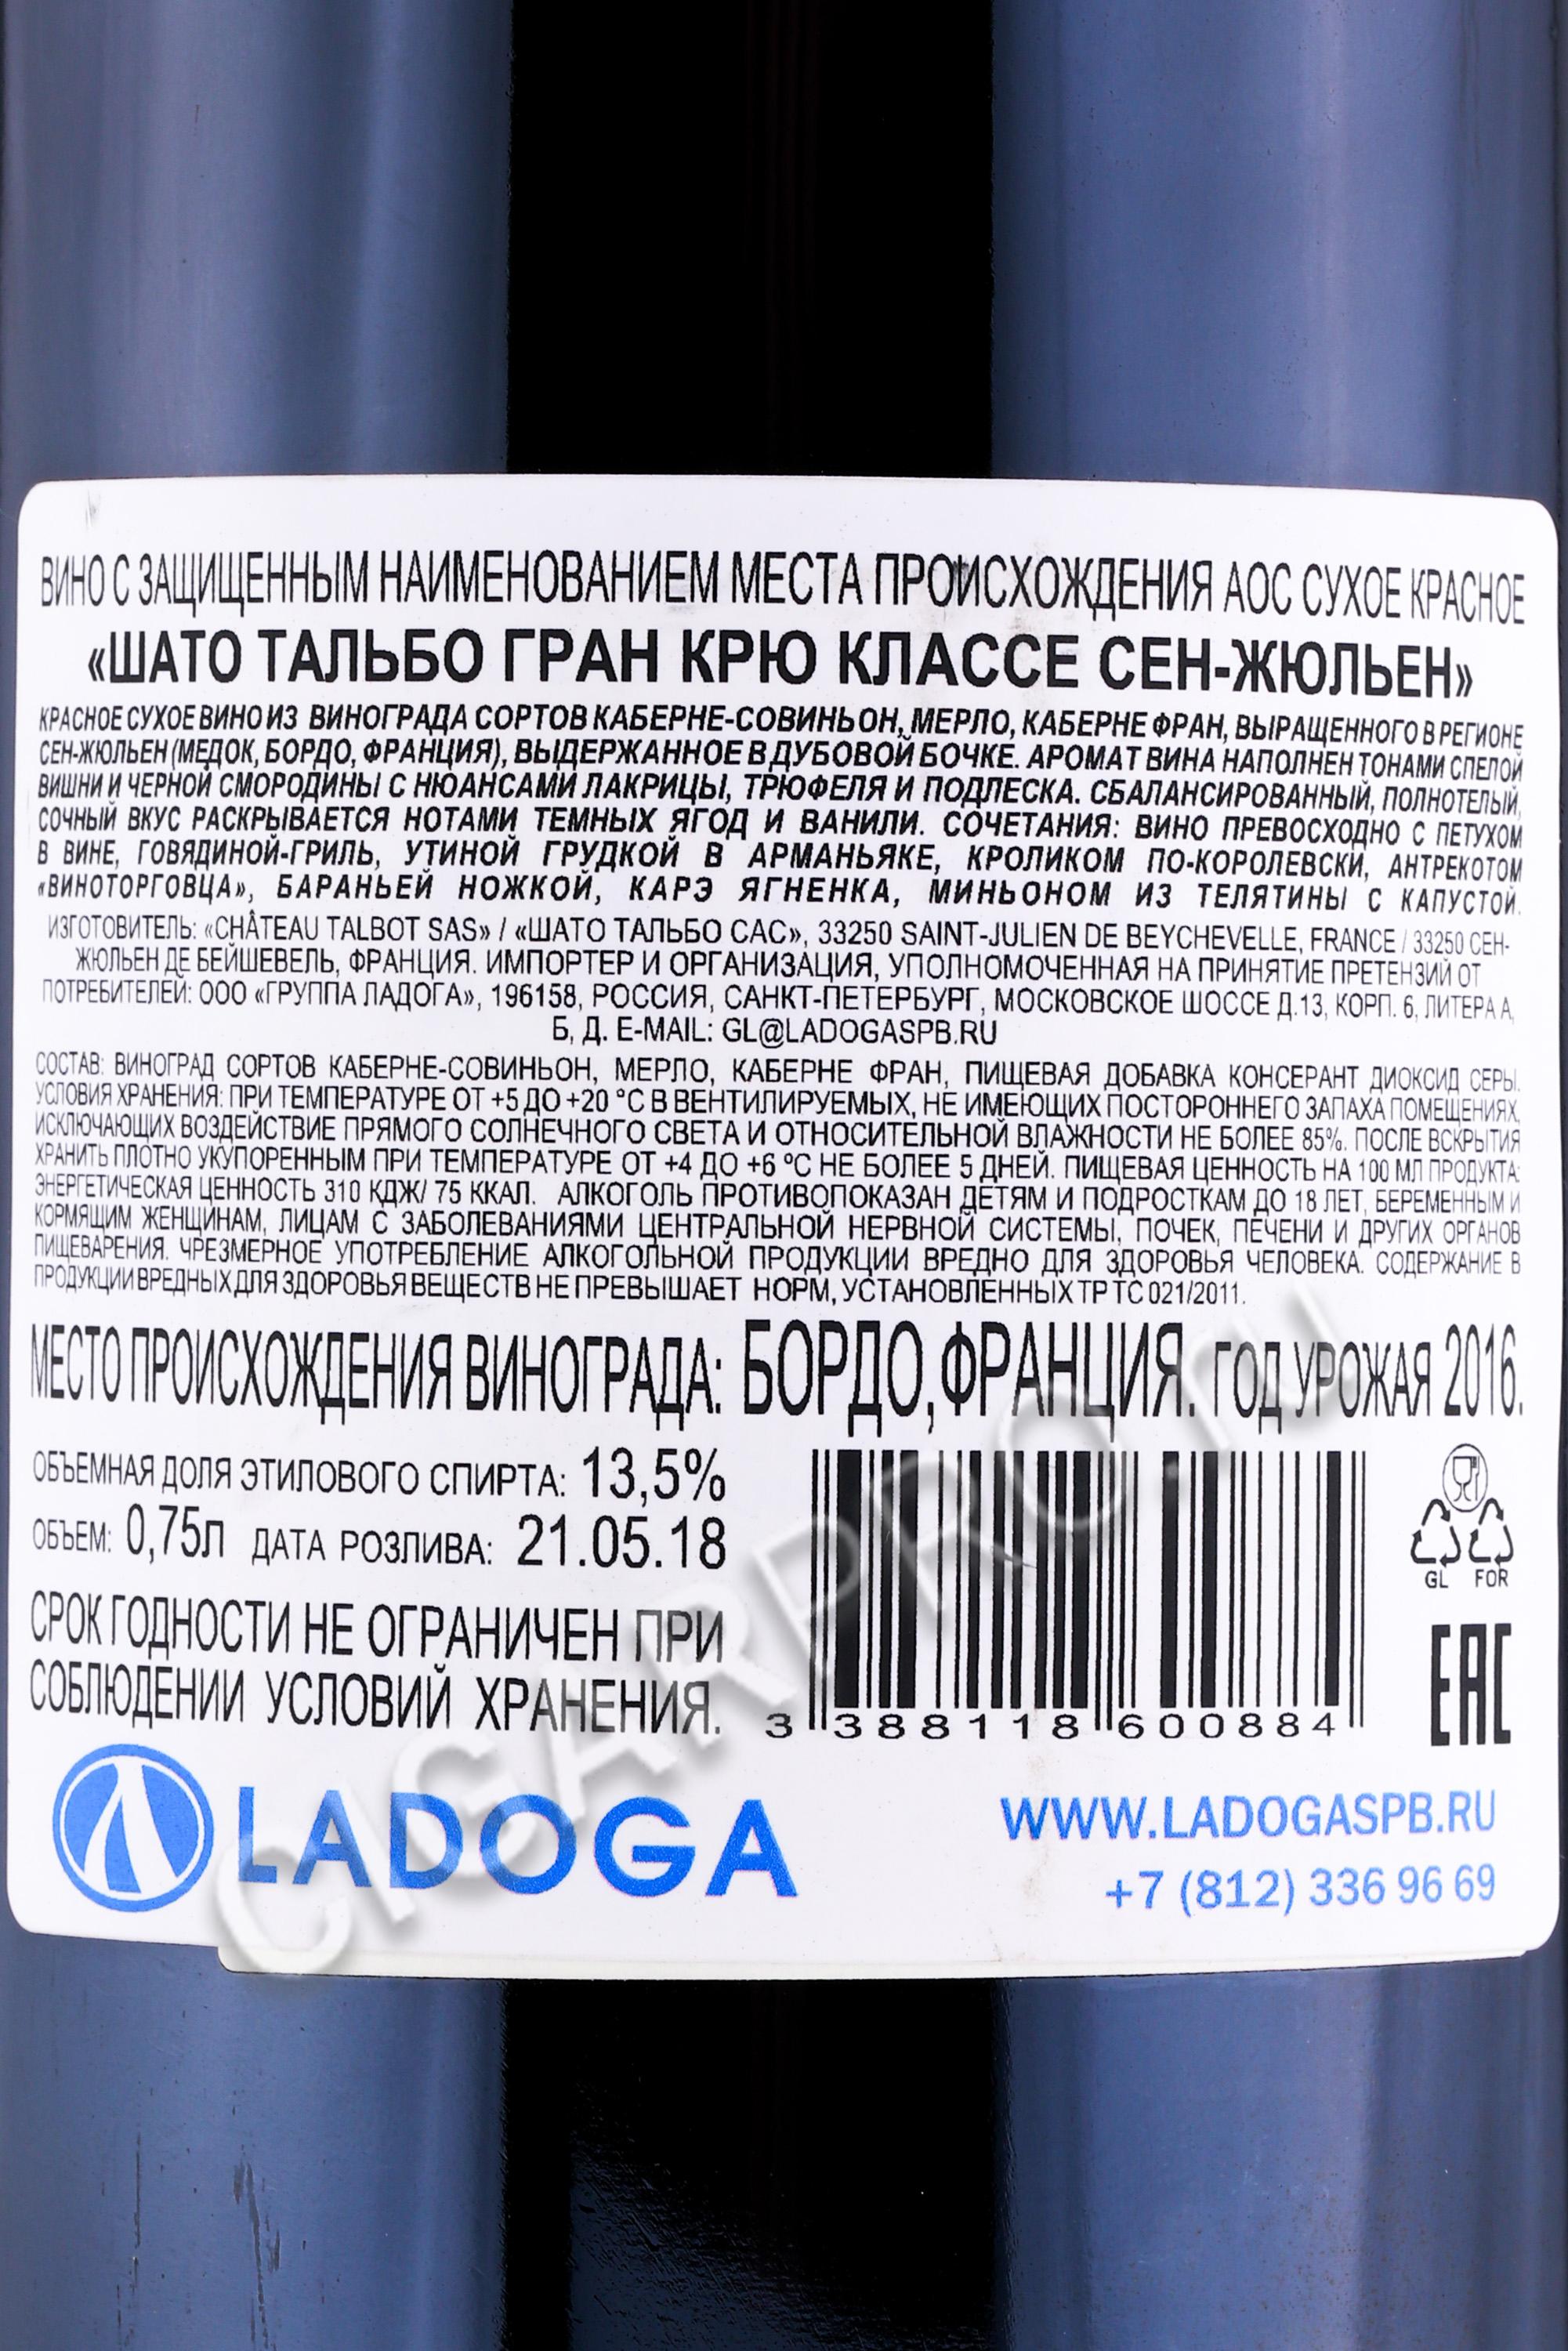 ВИНО С ЗАЩИЩЕННЫМ НАИМЕНОВАНИЕМ МЕСТА ПРОИСХОЖДЕНИЯ АОС СУХОЕ КРАСНОЕ
«ШАТО ТАЛЬБО ГРАН КРЮ КЛАССЕ СЕН-ЖЮЛЬЕН»
КРАСНОЕ СУХОЕ ВИНО ИЗ ВИНОГРАДА СОРТОВ КАБЕРНЕ-СОВИНЬОН, МЕРЛО, КАБЕРНЕ ФРАН, ВЫРАЩЕННОГО В РЕГИОНЕ
СЕН-ЖЮЛЬЕН (МЕДОК, БОРДО, ФРАНЦИЯ), ВЫДЕРЖАННОЕ В ДУБОВОЙ БОЧКЕ. АРОМАТ ВИНА НАПОЛНЕН ТОНАМИ СПЕЛОЙ
ВИШНИ И ЧЕРНОЙ СМОРОДИНЫ С НЮАНСАМИ ЛАКРИЦЫ, ТРЮФЕЛЯ И ПОДЛЕСКА. СБАЛАНСИРОВАННЫЙ, ПОЛНОТЕЛЫЙ,
СОЧНЫЙ ВКУС РАСКРЫВАЕТСЯ НОТАМИ ТЕМНЫХ ЯГОД И ВАНИЛИ. СОЧЕТАНИЯ: ВИНО ПРЕВОСХОДНО С ПЕТУХОМ
В ВИНЕ, ГОВЯДИНОЙ-ГРИЛЬ, УТИНОЙ ГРУДКОЙ В АРМАНЬЯКЕ, КРОЛИКОМ ПО-КОРОЛЕВСКИ, АНТРЕКОТОМ
«ВИНОТОРГОВЦА», БАРАНЬЕЙ НОЖКОЙ, КАРЭ ЯГНЕНКА, МИНЬОНОМ ИЗ ТЕЛЯТИНЫ С КАПУСТОЙ.
ИЗГОТОВИТЕЛЬ: «CHÂTEAU TALBOT SAS» / «ШАТО ТАЛЬБО САС», 33250 SAINT-JULIEN DE BEYCHEVELLE, FRANCE / 33250 СЕН-
ЖЮЛЬЕН ДЕ БЕЙШЕВЕЛЬ, ФРАНЦИЯ. ИМПОРТЕР И ОРГАНИЗАЦИЯ, УПОЛНОМОЧЕННАЯ НА ПРИНЯТИЕ ПРЕТЕНЗИЙ ОТ
ПОТРЕБИТЕЛЕЙ: ООО «ГРУППА ЛАДОГА», 196158, РОССИЯ, САНКТ-ПЕТЕРБУРГ, МОСКОВСКОЕ ШОССЕ Д.13, КОРП. 6, ЛИТЕРА А,
Б, Д. E-MAIL: GL@LADOGASPB.RU
СОСТАВ: ВИНОГРАД СОРТОВ КАБЕРНЕ-СОВИНЬОН, МЕРЛО, КАБЕРНЕ ФРАН, ПИЩЕВАЯ ДОБАВКА КОНСЕРАНТ ДИОКСИД СЕРЫ.
УСЛОВИЯ ХРАНЕНИЯ: ПРИ ТЕМПЕРАТУРЕ ОТ +5 ДО +20 °С В ВЕНТИЛИРУЕМЫХ, НЕ ИМЕЮЩИХ ПОСТОРОННЕГО ЗАПАХА ПОМЕЩЕНИЯХ,
ИСКЛЮЧАЮЩИХ ВОЗДЕЙСТВИЕ ПРЯМОГО СОЛНЕЧНОГО СВЕТА И ОТНОСИТЕЛЬНОЙ ВЛАЖНОСТИ НЕ БОЛЕЕ 85%. ПОСЛЕ ВСКРЫТИЯ
ХРАНИТЬ ПЛОТНО УКУПОРЕННЫМ ПРИ ТЕМПЕРАТУРЕ ОТ +4 ДО +6 °С НЕ БОЛЕЕ 5 ДНЕЙ. ПИЩЕВАЯ ЦЕННОСТЬ НА 100 МЛ ПРОДУКТА:
ЭНЕРГЕТИЧЕСКАЯ ЦЕННОСТЬ 310 КДЖ/ 75 ККАЛ. АЛКОГОЛЬ ПРОТИВОПОКАЗАН ДЕТЯМ И ПОДРОСТКАМ ДО 18 ЛЕТ, БЕРЕМЕННЫМ И
КОРМЯЩИМ ЖЕНЩИНАМ, ЛИЦАМ С ЗАБОЛЕВАНИЯМИ ЦЕНТРАЛЬНОЙ НЕРВНОЙ СИСТЕМЫ, ПОЧЕК, ПЕЧЕНИ И ДРУГИХ ОРГАНОВ
ПИЩЕВАРЕНИЯ. ЧРЕЗМЕРНОЕ УПОТРЕБЛЕНИЕ АЛКОГОЛЬНОЙ ПРОДУКЦИИ ВРЕДНО ДЛЯ ЗДОРОВЬЯ ЧЕЛОВЕКА. СОДЕРЖАНИЕ В
ПРОДУКЦИИ ВРЕДНЫХ ДЛЯ ЗДОРОВЬЯ ВЕЩЕСТВ НЕ ПРЕВЫШАЕТ НОРМ, УСТАНОВЛЕННЫХ ТР ТС 021/2011.
МЕСТО ПРОИСХОЖДЕНИЯ ВИНОГРАДА: БОРДО, ФРАНЦИЯ. ГОД УРОЖАЯ 2016.
ОБЪЕМНАЯ ДОЛЯ ЭТИЛОВОГО СПИРТА: 13,5%
ОБЪЕМ: 0,75л ДАТА РОЗЛИВА: 21.05.18
СРОК ГОДНОСТИ НЕ ОГРАНИЧЕН ПРИ
СОБЛЮДЕНИИ УСЛОВИЙ ХРАНЕНИЯ.
3 388118 600884
GL FOR
EAC
LADOGA
WWW.LADOGASPB.RU
+7 (812) 336 96 69
CIGARPRO.ru